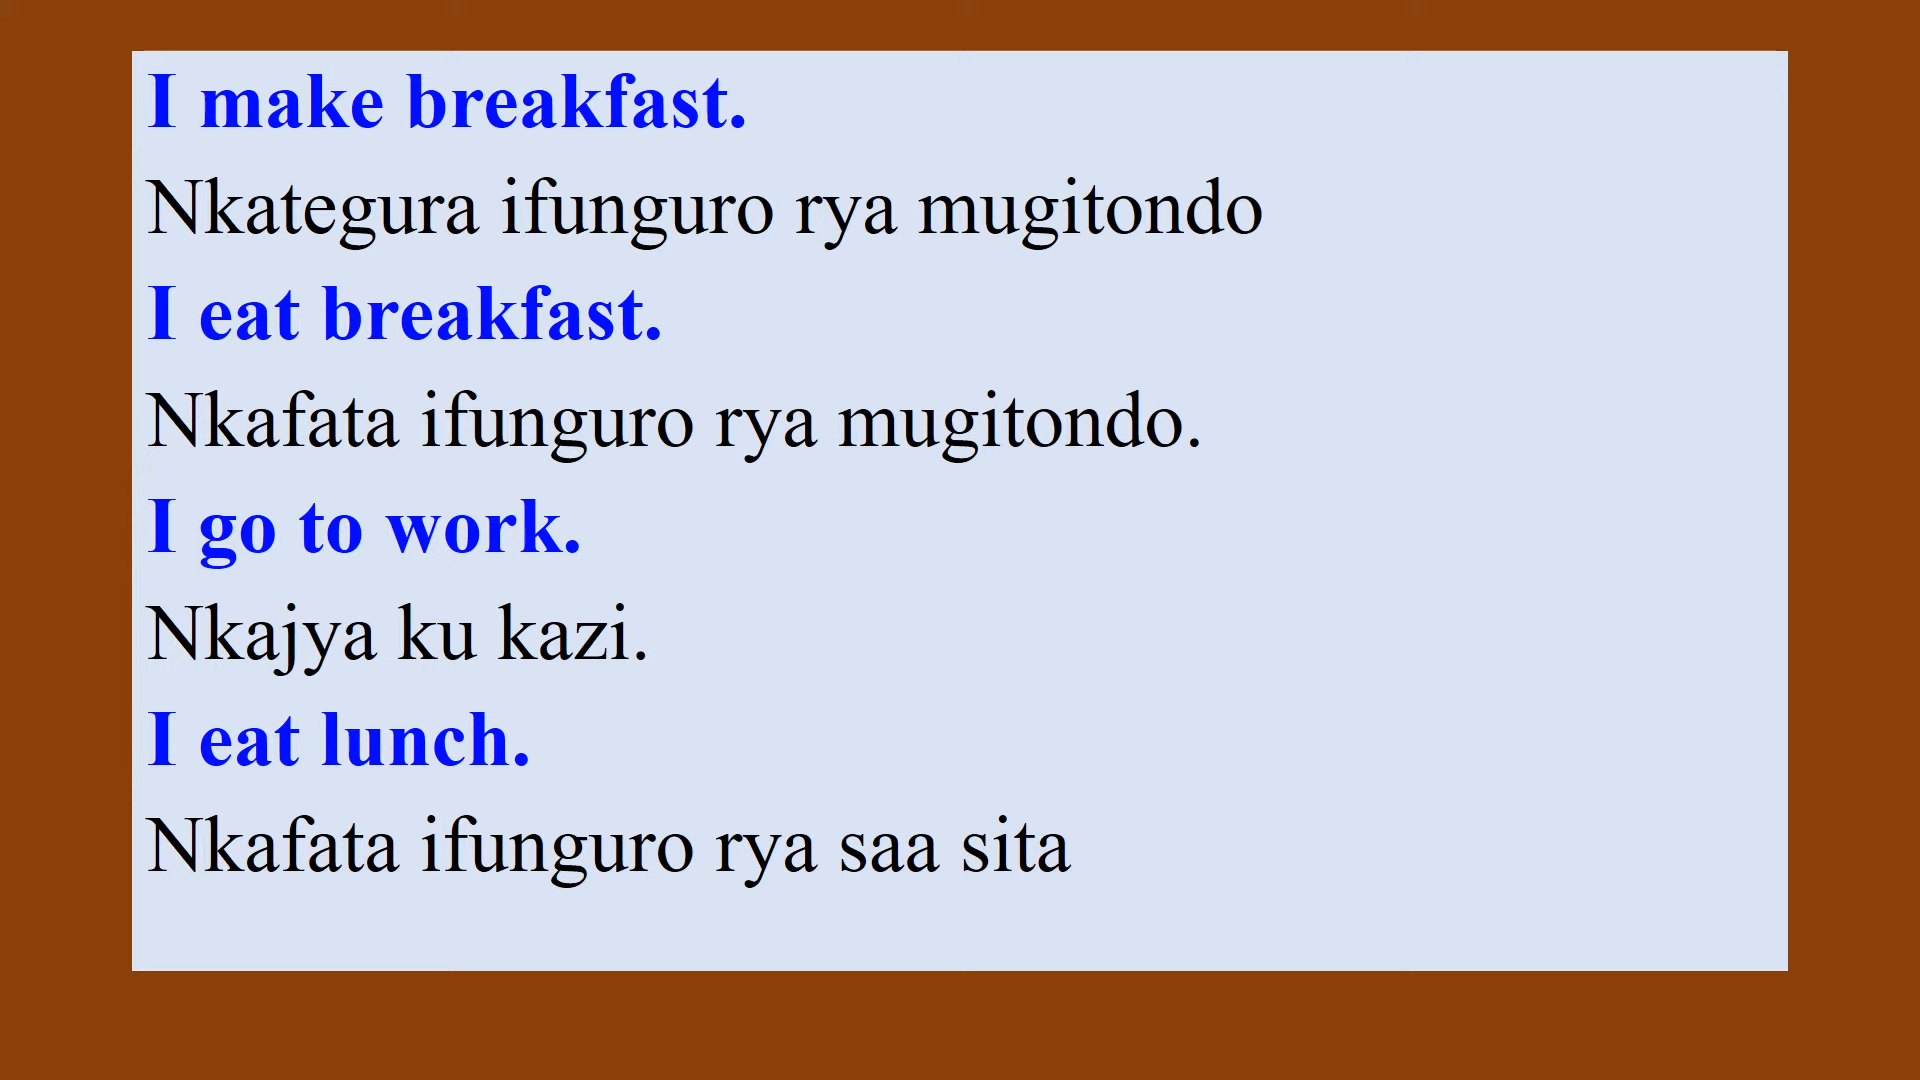 I make breakfast.
Nkategura ifunguro rya mugitondo
I eat breakfast.
Nkafata ifunguro rya mugitondo.
I go to work.
Nkajya ku kazi.
I eat lunch.
Nkafata ifunguro rya saa sita